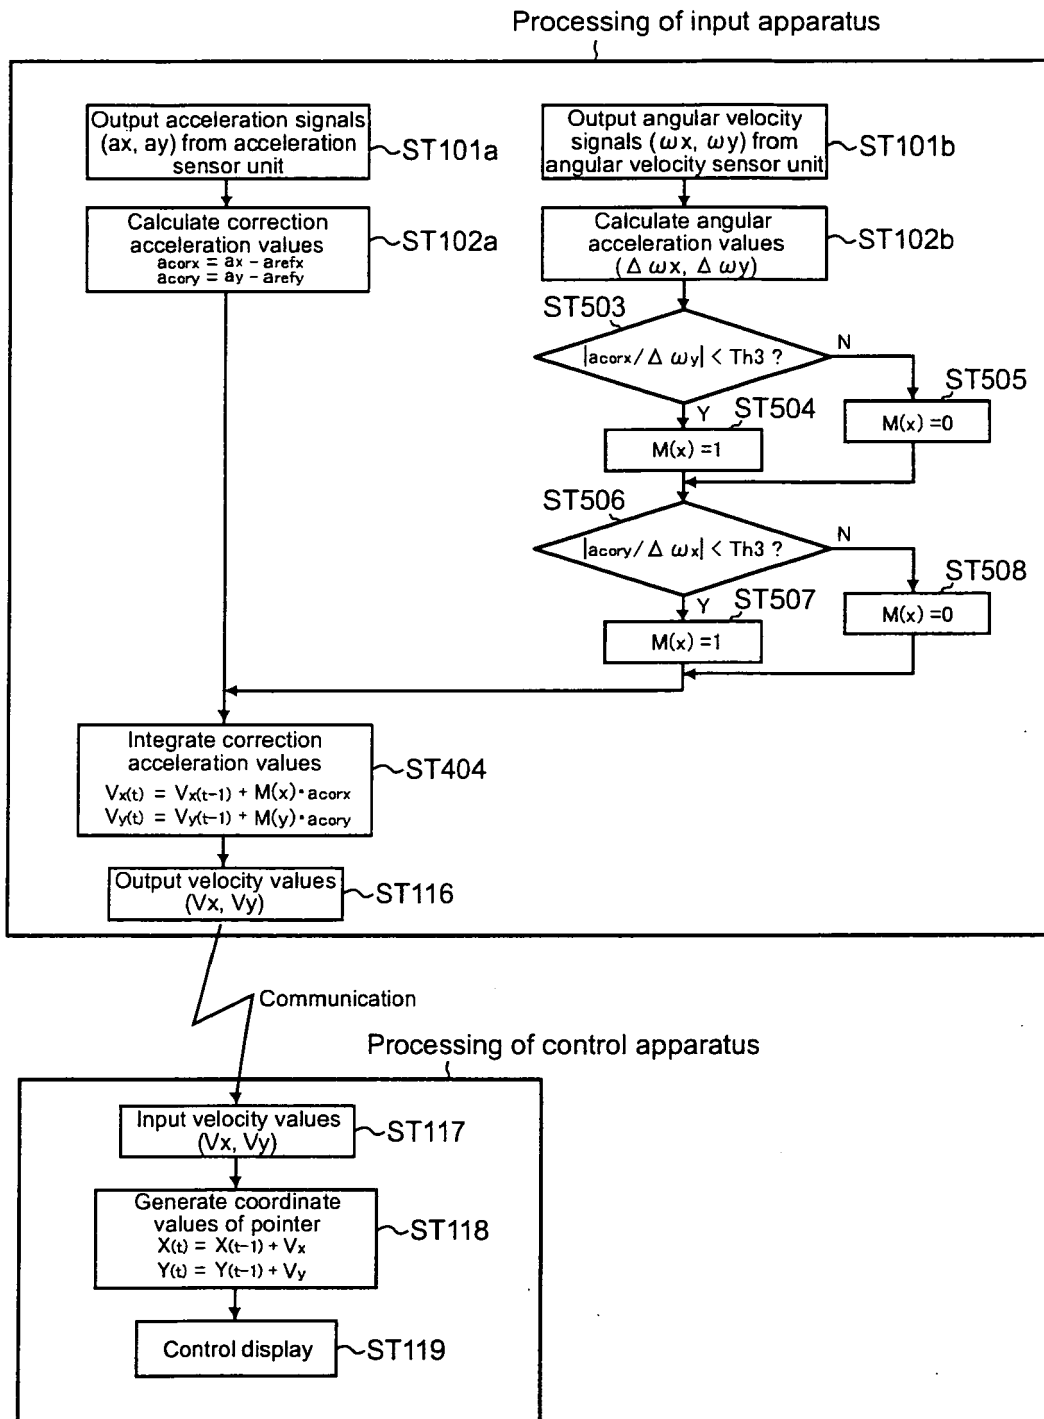 Processing of input apparatus
Output acceleration signals
(ax, ay) from acceleration
sensor unit
ST101a
Output angular velocity
signals (ωx, ωy) from
angular velocity sensor unit
ST101b
Calculate correction
acceleration values
acorx = ax - arefx
acory = ay - arefy
ST102a
Calculate angular
acceleration values
(Δ ωx, Δ ωy)
ST102b
ST503
|acorx/Δ ωy| < Th3 ?
N
Y
ST504
M(x) =1
ST505
M(x) =0
ST506
|acory/Δ ωx| < Th3 ?
N
Y
ST507
M(x) =1
ST508
M(x) =0
Integrate correction
acceleration values
Vx(t) = Vx(t-1) + M(x)·acorx
Vy(t) = Vy(t-1) + M(y)·acory
ST404
Output velocity values
(Vx, Vy)
ST116
Communication
Processing of control apparatus
Input velocity values
(Vx, Vy)
ST117
Generate coordinate
values of pointer
X(t) = X(t-1) + Vx
Y(t) = Y(t-1) + Vy
ST118
Control display
ST119